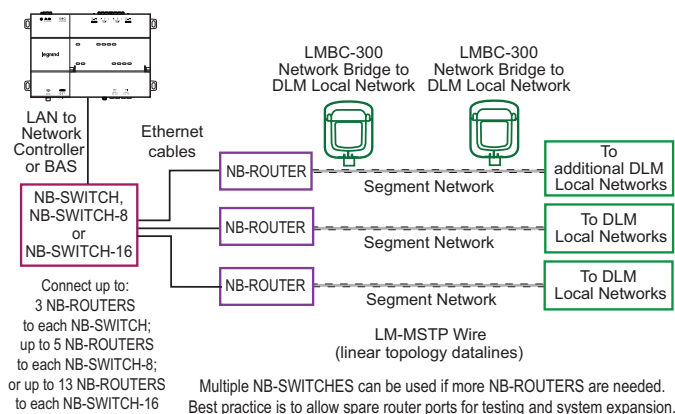 legrand
LMBC-300
Network Bridge to
DLM Local Network
LMBC-300
Network Bridge to
DLM Local Network
LAN to
Network
Controller
or BAS
Ethernet
cables
NB-SWITCH,
NB-SWITCH-8
or
NB-SWITCH-16
NB-ROUTER
Segment Network
To
additional DLM
Local Networks
NB-ROUTER
Segment Network
To DLM
Local Networks
NB-ROUTER
Segment Network
To DLM
Local Networks
Connect up to:
3 NB-ROUTERS
to each NB-SWITCH;
up to 5 NB-ROUTERS
to each NB-SWITCH-8;
or up to 13 NB-ROUTERS
to each NB-SWITCH-16
LM-MSTP Wire
(linear topology datalines)
Multiple NB-SWITCHES can be used if more NB-ROUTERS are needed.
Best practice is to allow spare router ports for testing and system expansion.